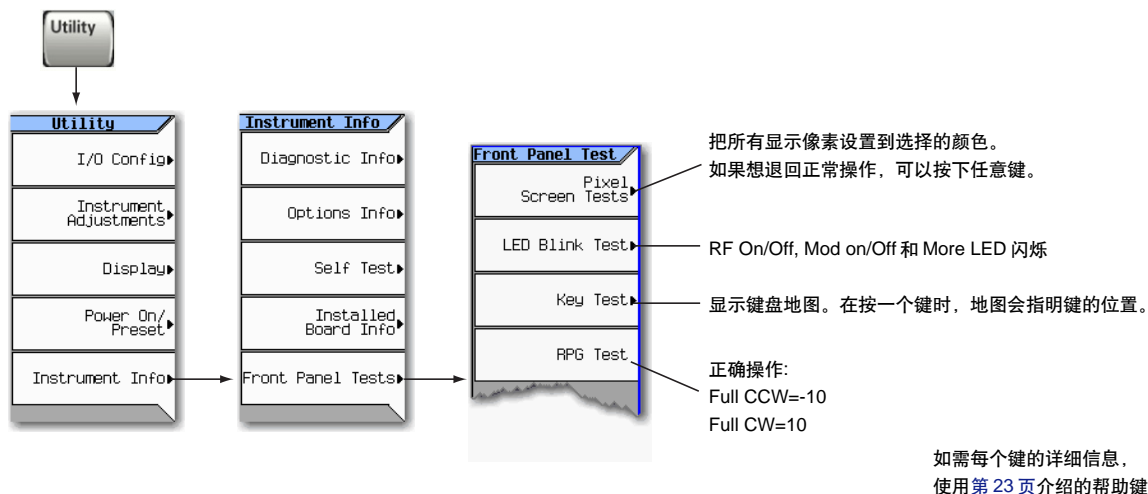 Utility
Utility
I/O Config
Instrument
Adjustments
Display
Power On/
Preset
Instrument Info
Instrument Info
Diagnostic Info
Options Info
Self Test
Installed
Board Info
Front Panel Tests
Front Panel Test
Pixel
Screen Tests
LED Blink Test
Key Test
RPG Test
把所有显示像素设置到选择的颜色。
如果想退回正常操作，可以按下任意键。
RF On/Off, Mod on/Off 和 More LED 闪烁
显示键盘地图。在按一个键时，地图会指明键的位置。
正确操作:
Full CCW=-10
Full CW=10
如需每个键的详细信息，
使用第 23 页介绍的帮助键